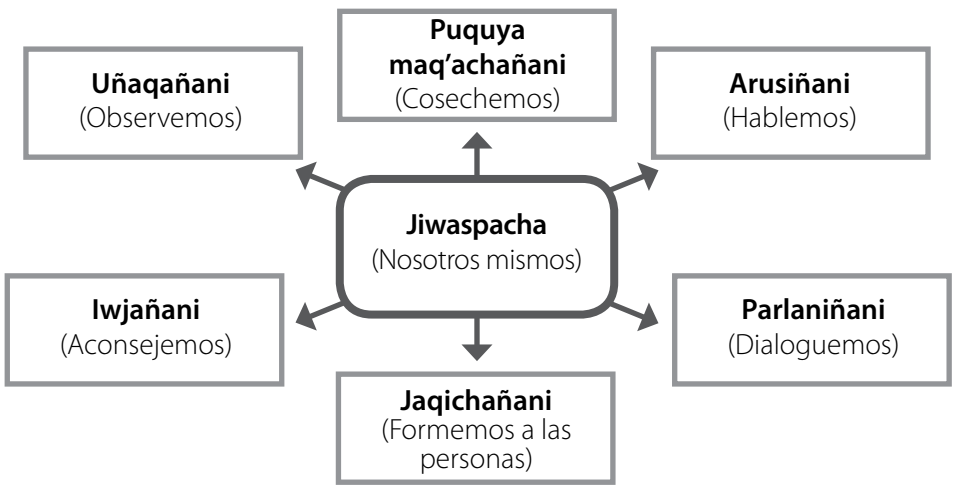 Puquya
maq’achañani
(Cosechemos)
Uñaqañani
(Observemos)
Arusiñani
(Hablemos)
Jiwaspacha
(Nosotros mismos)
Iwjañani
(Aconsejemos)
Parlaniñani
(Dialoguemos)
Jaqichañani
(Formemos a las
personas)